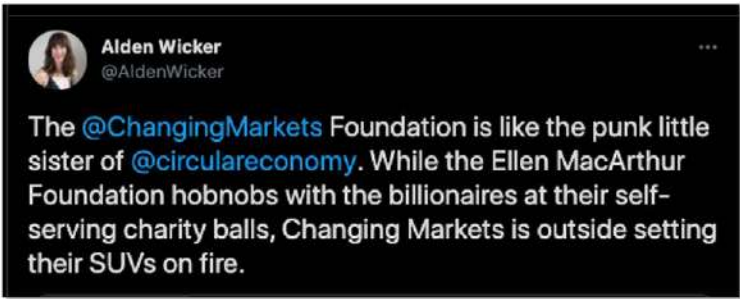 Alden Wicker
@AldenWicker
The @ChangingMarkets Foundation is like the punk little
sister of @circulareconomy. While the Ellen MacArthur
Foundation hobnobs with the billionaires at their self-
serving charity balls, Changing Markets is outside setting
their SUVs on fire.